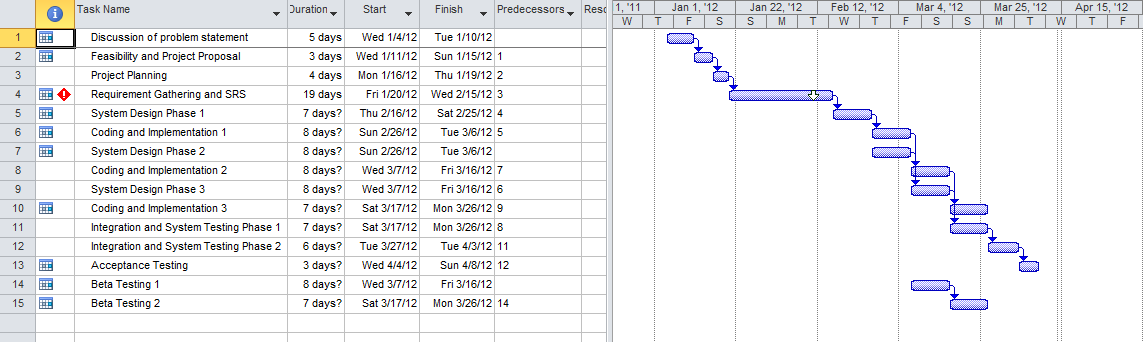 Task Name Duration Start Finish Predecessors Reso 1, '11 Jan 1, '12 Jan 22, '12 Feb 12, '12 Mar 4, '12 Mar 25, '12 Apr 15, '12
W T F S S M T W T F S S M T W T F
1 Discussion of problem statement 5 days Wed 1/4/12 Tue 1/10/12
2 Feasibility and Project Proposal 3 days Wed 1/11/12 Sun 1/15/12 1
3 Project Planning 4 days Mon 1/16/12 Thu 1/19/12 2
4 Requirement Gathering and SRS 19 days Fri 1/20/12 Wed 2/15/12 3
5 System Design Phase 1 7 days? Thu 2/16/12 Sat 2/25/12 4
6 Coding and Implementation 1 8 days? Sun 2/26/12 Tue 3/6/12 5
7 System Design Phase 2 7 days? Sun 2/26/12 Tue 3/6/12
8 Coding and Implementation 2 8 days? Wed 3/7/12 Fri 3/16/12 7
9 System Design Phase 3 8 days? Wed 3/7/12 Fri 3/16/12 6
10 Coding and Implementation 3 7 days? Sat 3/17/12 Mon 3/26/12 9
11 Integration and System Testing Phase 1 7 days? Sat 3/17/12 Mon 3/26/12 8
12 Integration and System Testing Phase 2 6 days? Tue 3/27/12 Tue 4/3/12 11
13 Acceptance Testing 3 days? Wed 4/4/12 Sun 4/8/12 12
14 Beta Testing 1 8 days? Wed 3/7/12 Fri 3/16/12
15 Beta Testing 2 7 days? Sat 3/17/12 Mon 3/26/12 14